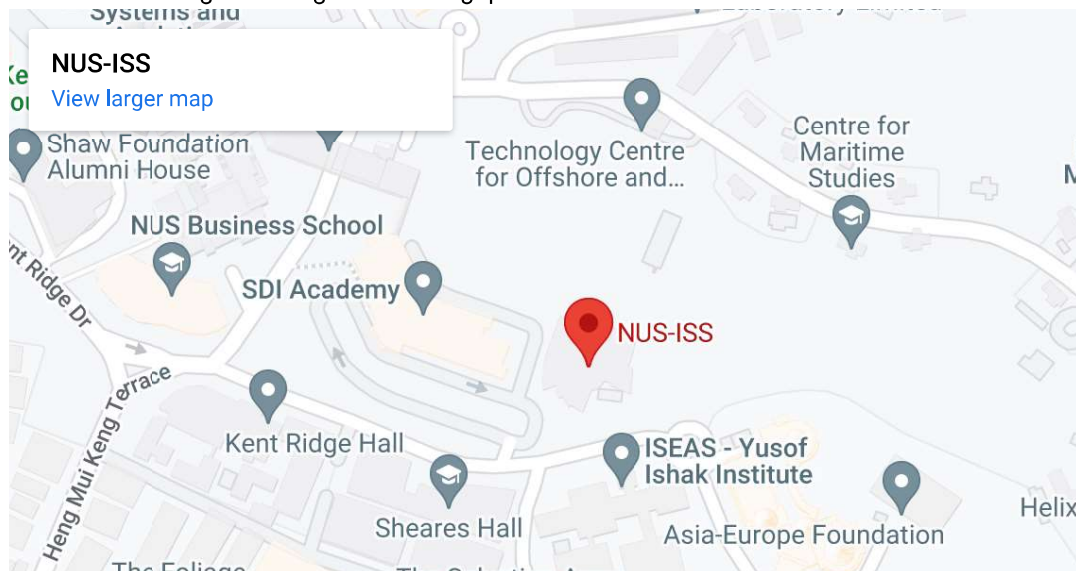 Systems and
NUS-ISS
View larger map
Shaw Foundation
Alumni House
Technology Centre
for Offshore and...
Centre for
Maritime
Studies
NUS Business School
SDI Academy
NUS-ISS
Kent Ridge Dr
Heng Mui Keng Terrace
Kent Ridge Hall
ISEAS - Yusof
Ishak Institute
Sheares Hall
Asia-Europe Foundation
Helix
The Foliage